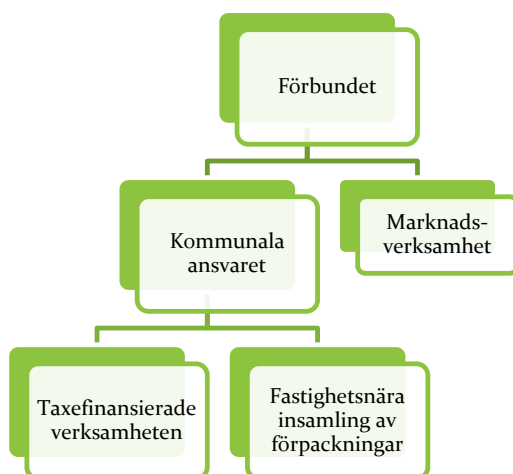 Förbundet
Kommunala
ansvaret
Marknads-
verksamhet
Taxefinansierade
verksamheten
Fastighetsnära
insamling av
förpackningar